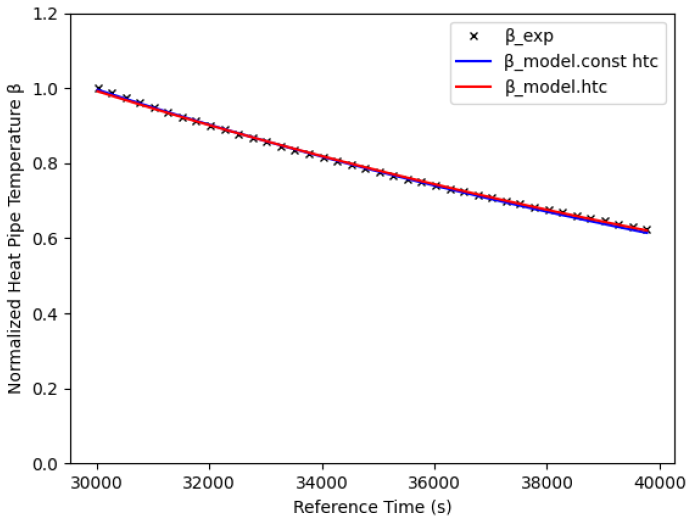 1.2
1.0
0.8
0.6
0.4
0.2
0.0
Normalized Heat Pipe Temperature β
β_exp
β_model.const htc
β_model.htc
30000 32000 34000 36000 38000 40000
Reference Time (s)